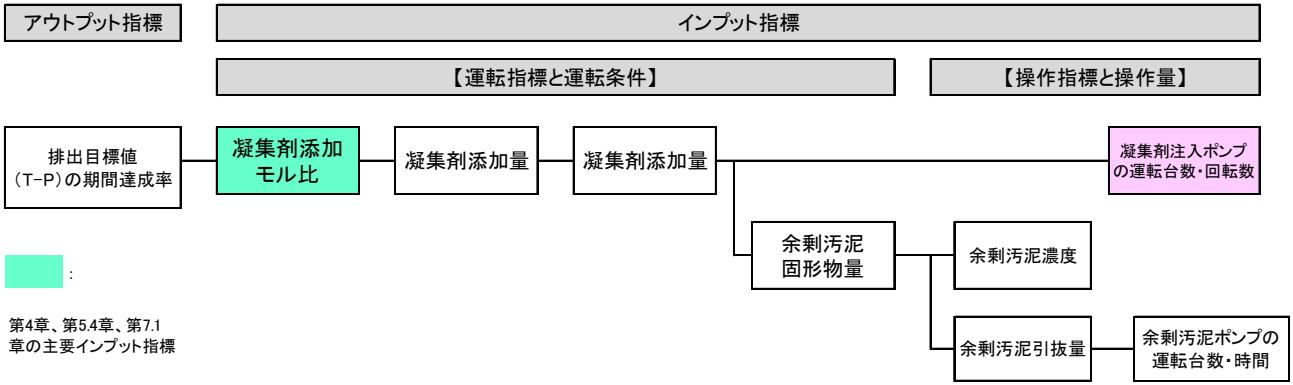 アウトプット指標
インプット指標
【運転指標と運転条件】
【操作指標と操作量】
排出目標値
（T-P）の期間達成率
凝集剤添加
モル比
凝集剤添加量
凝集剤添加量
凝集剤注入ポンプ
の運転台数・回転数
余剰汚泥
固形物量
余剰汚泥濃度
余剰汚泥引抜量
余剰汚泥ポンプの
運転台数・時間
：
第4章、第5.4章、第7.1
章の主要インプット指標